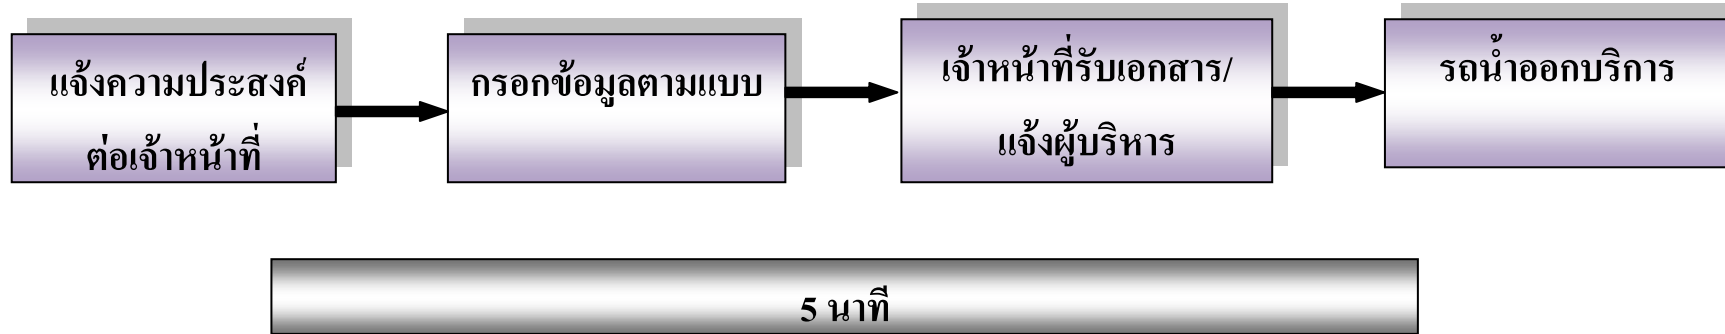 แจ้งความประสงค์
ต่อเจ้าหน้าที่
กรอกข้อมูลตามแบบ
เจ้าหน้าที่รับเอกสาร/
แจ้งผู้บริหาร
รถน้ำออกบริการ
5 นาที